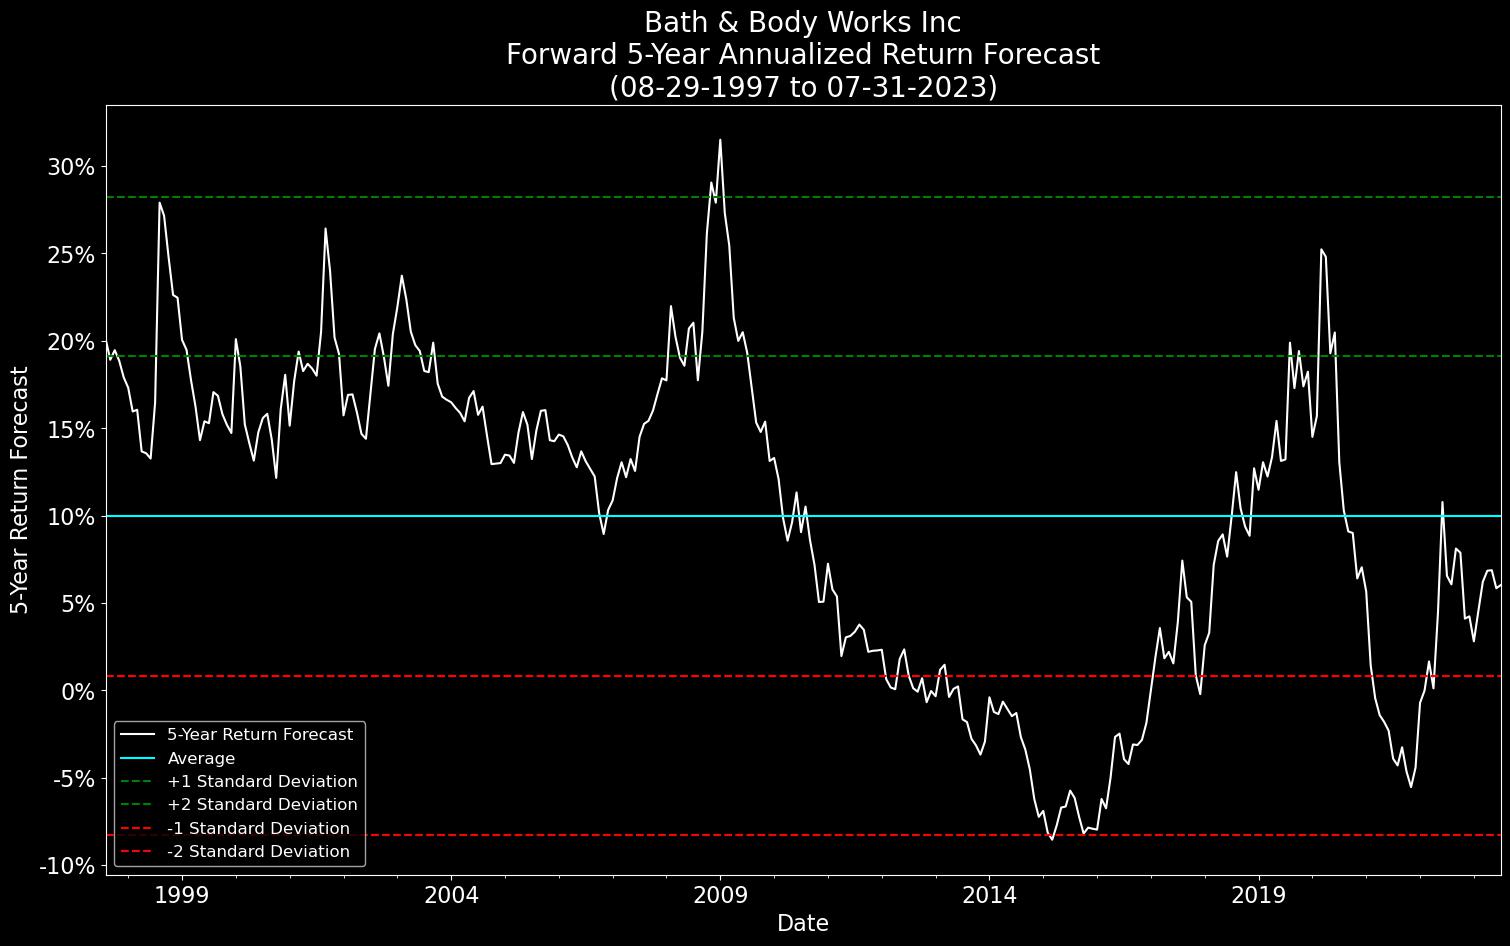 Bath & Body Works Inc
Forward 5-Year Annualized Return Forecast
(08-29-1997 to 07-31-2023)
5-Year Return Forecast
30%
25%
20%
15%
10%
5%
0%
-5%
-10%
5-Year Return Forecast
Average
+1 Standard Deviation
+2 Standard Deviation
-1 Standard Deviation
-2 Standard Deviation
1999 2004 2009 2014 2019
Date